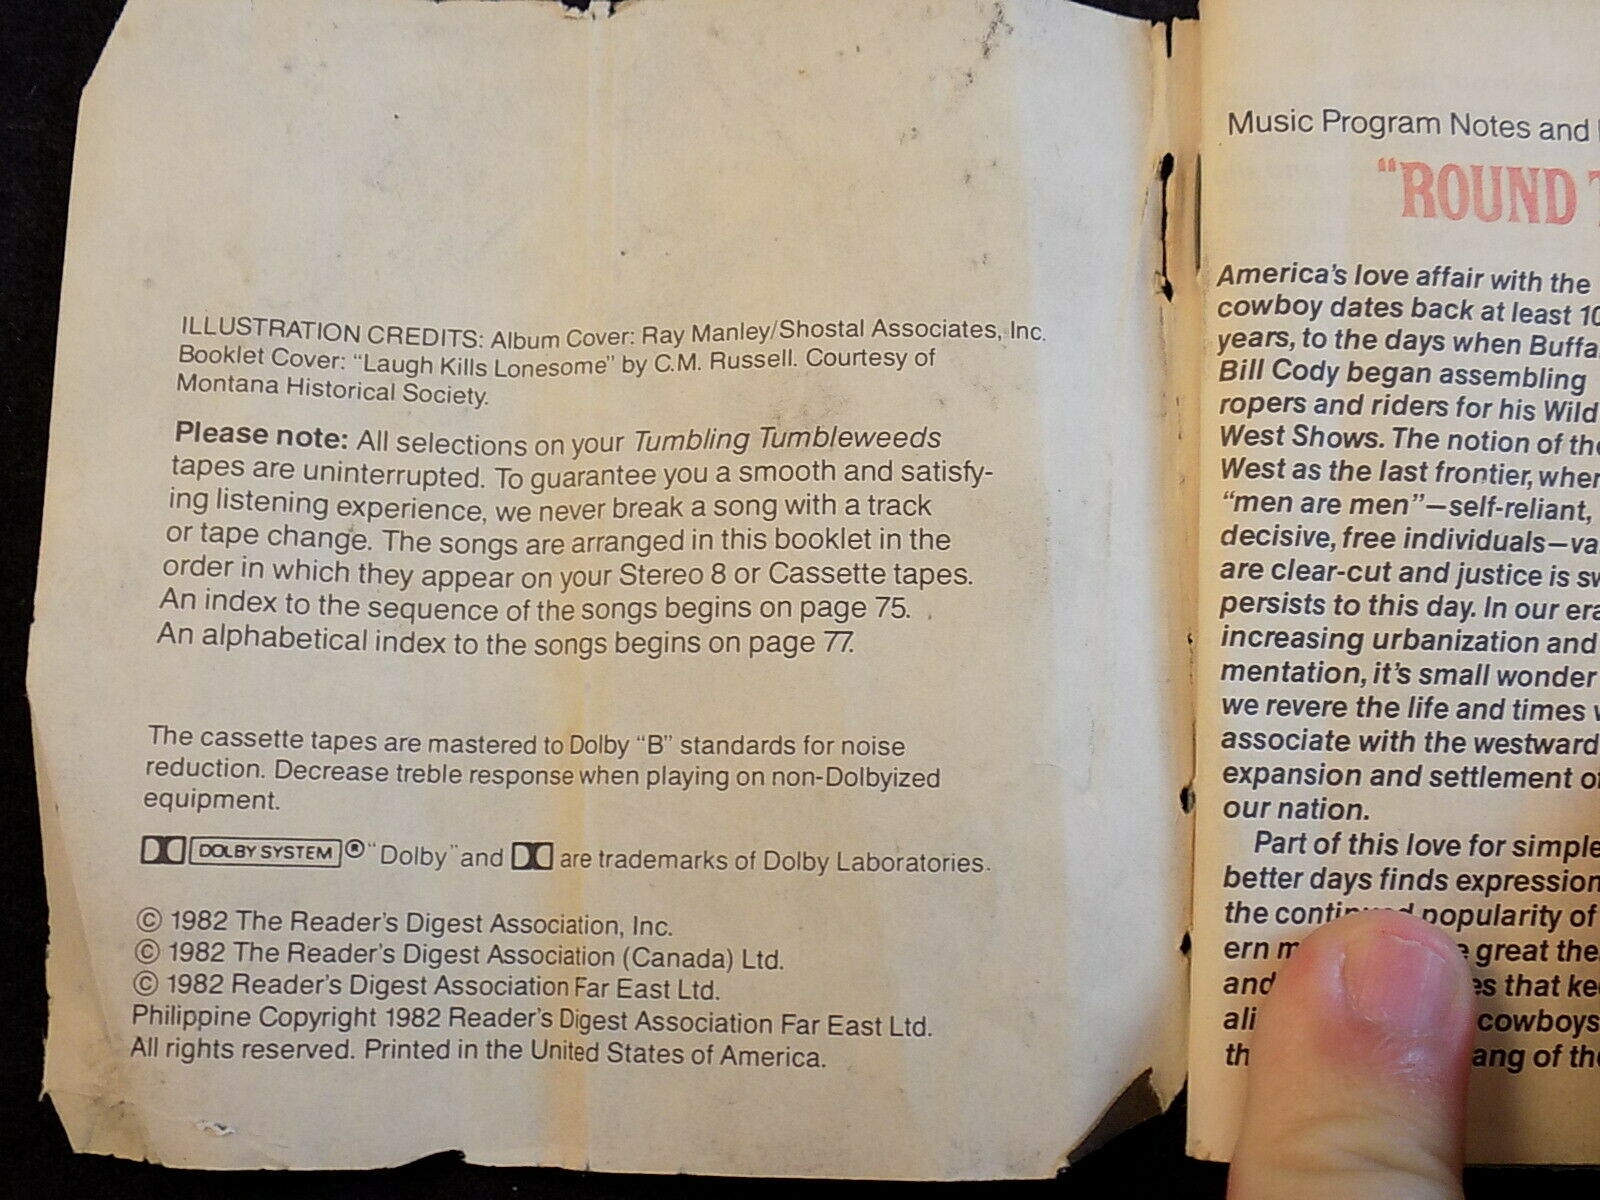 ILLUSTRATION CREDITS: Album Cover: Ray Manley/Shostal Associates, Inc.
Booklet Cover: “Laugh Kills Lonesome” by C.M. Russell. Courtesy of
Montana Historical Society.
Please note: All selections on your Tumbling Tumbleweeds
tapes are uninterrupted. To guarantee you a smooth and satisfy-
ing listening experience, we never break a song with a track
or tape change. The songs are arranged in this booklet in the
order in which they appear on your Stereo 8 or Cassette tapes.
An index to the sequence of the songs begins on page 75.
An alphabetical index to the songs begins on page 77.
The cassette tapes are mastered to Dolby “B” standards for noise
reduction. Decrease treble response when playing on non-Dolbyized
equipment.
DOLBY SYSTEM ® “Dolby” and are trademarks of Dolby Laboratories.
© 1982 The Reader's Digest Association, Inc.
© 1982 The Reader's Digest Association (Canada) Ltd.
© 1982 Reader's Digest Association Far East Ltd.
Philippine Copyright 1982 Reader's Digest Association Far East Ltd.
All rights reserved. Printed in the United States of America.
Music Program Notes and
“ROUND
America's love affair with the
cowboy dates back at least
years, to the days when
Bill Cody began assembling
ropers and riders for his Wild
West Shows. The notion of
West as the last frontier,
“men are men”—self-reliant,
decisive, free individuals—
are clear-cut and justice is
persists to this day. In our
increasing urbanization and
mentation, it's small wonder
we revere the life and times
associate with the westward
expansion and settlement
our nation.
Part of this love for
better days finds expression
the continued popularity of
ern great
and that
cowboys
of